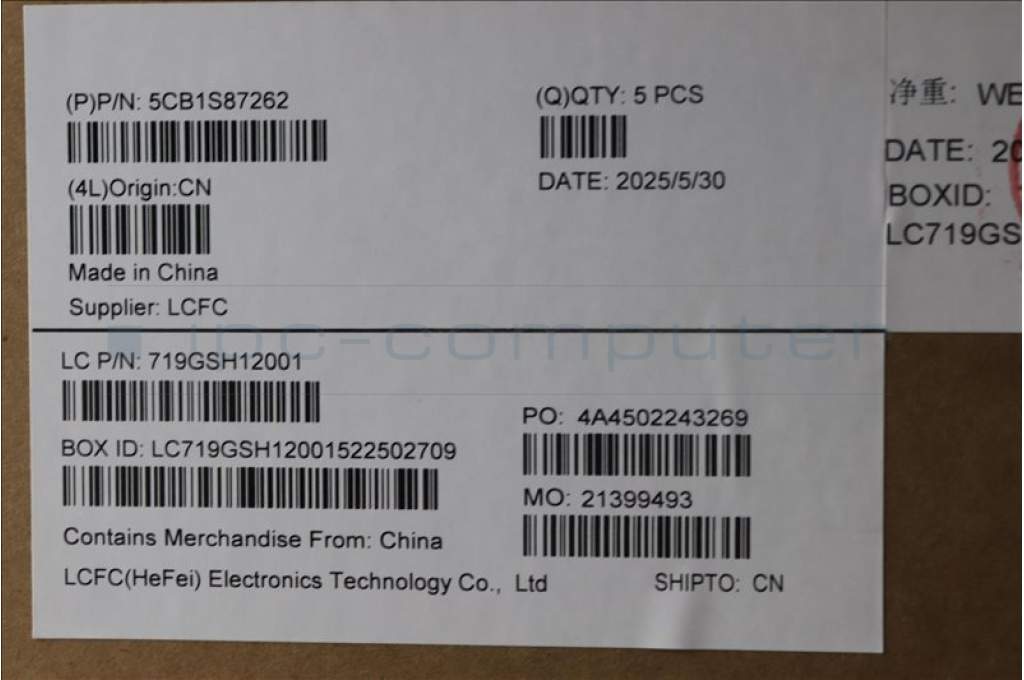 (P)P/N: 5CB1S87262
(Q)QTY: 5 PCS
(4L)Origin:CN
DATE: 2025/5/30
Made in China
Supplier: LCFC
ipc-computer
LC P/N: 719GSH12001
PO: 4A4502243269
BOX ID: LC719GSH12001522502709
MO: 21399493
Contains Merchandise From: China
LCFC(HeFei) Electronics Technology Co., Ltd
SHIPTO: CN
净重: WE
DATE: 20
BOXID:
LC719GS